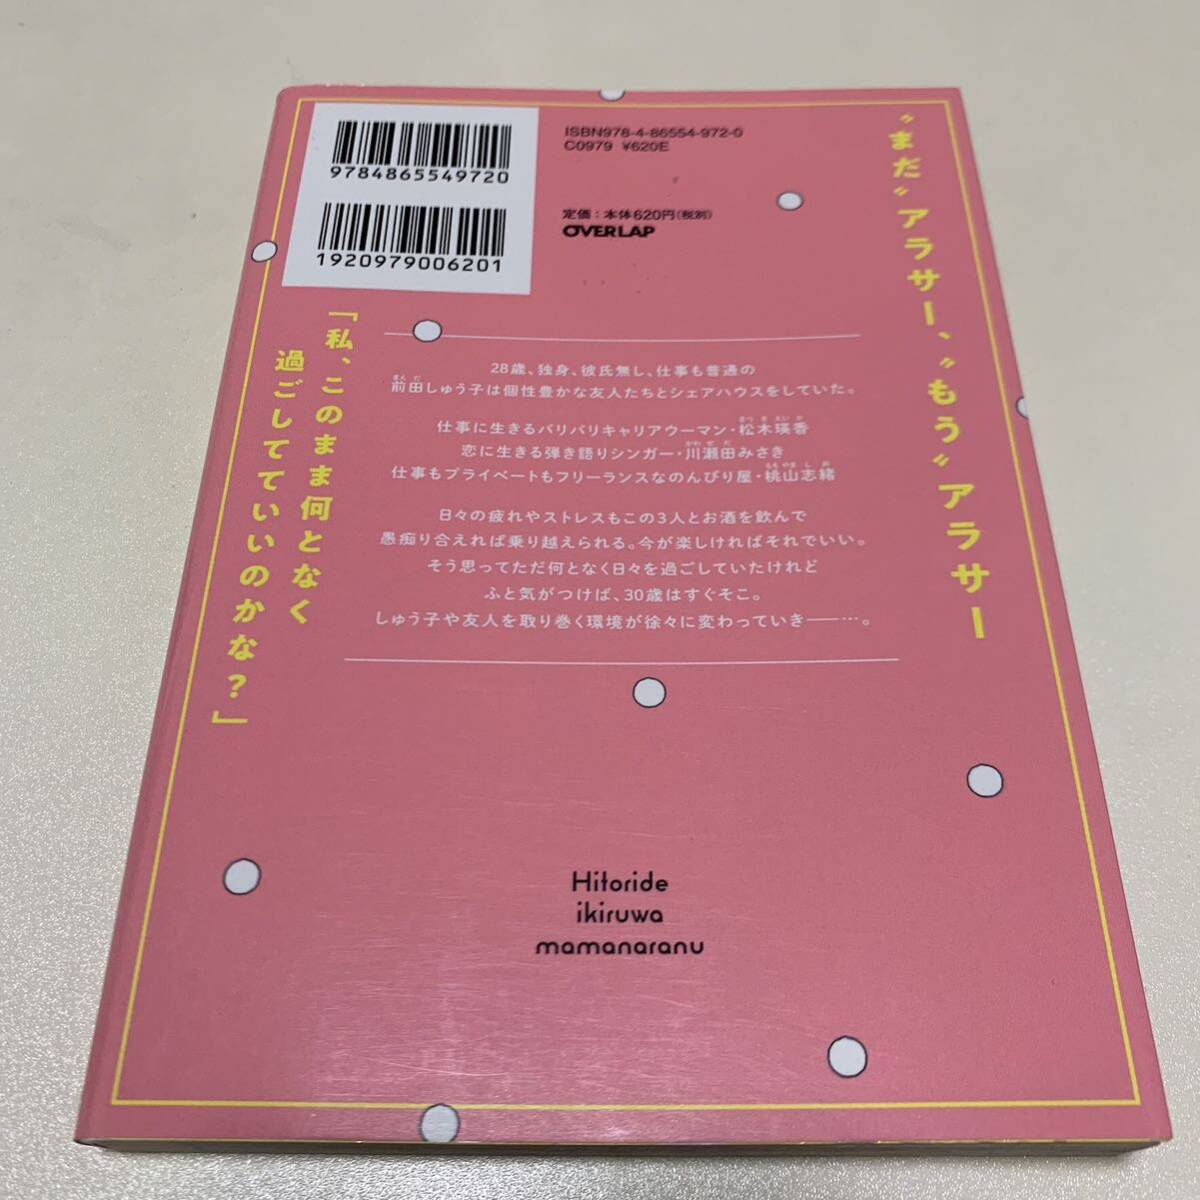 9784865549720
1920979006201
ISBN978-4-86554-972-0
C0979 ¥620E
定価：本体620円(税別)
OVERLAP
"まだ"アラサー、"もう"アラサー
28歳、独身、彼氏無し、仕事も普通の
前田しゅう子は個性豊かな友人たちとシェアハウスをしていた。
仕事に生きるバリバリキャリアウーマン・松木瑛香
恋に生きる弾き語りシンガー・川瀬田みさき
仕事もプライベートもフリーランスなのんびり屋・桃山志緒
日々の疲れやストレスもこの3人とお酒を飲んで
愚痴り合えれば乗り越えられる。今が楽しければそれでいい。
そう思ってただ何となく日々を過ごしていたけれど
ふと気がつけば、30歳はすぐそこ。
しゅう子や友人を取り巻く環境が徐々に変わっていき――…。
「私、このまま何となく
過ごしてていいのかな？」
Hitoride
ikiruwa
mamanaranu